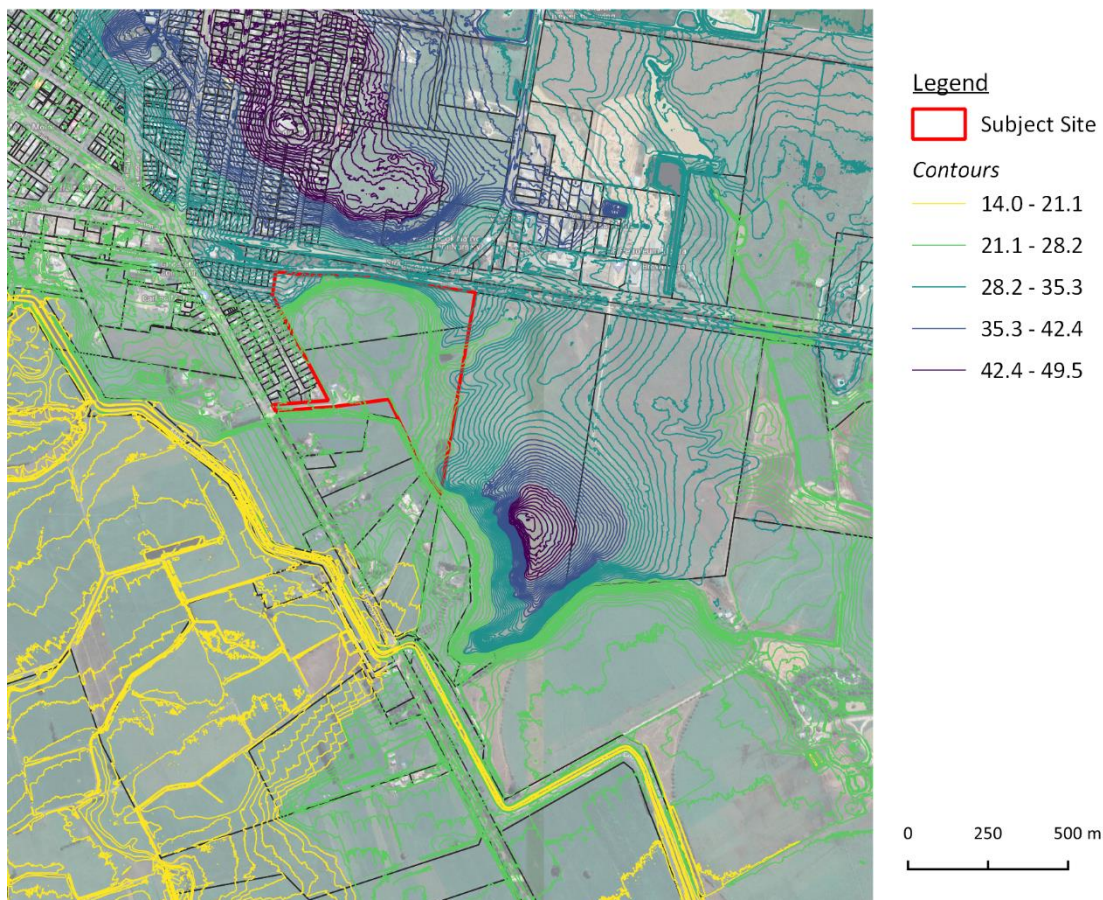 Legend
Subject Site
Contours
14.0 - 21.1
21.1 - 28.2
28.2 - 35.3
35.3 - 42.4
42.4 - 49.5
0 250 500 m